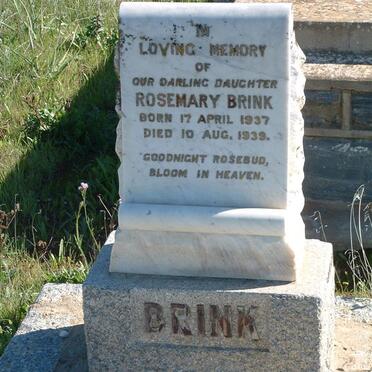 IN
LOVING MEMORY
OF
OUR DARLING DAUGHTER
ROSEMARY BRINK
BORN 17 APRIL 1937
DIED 10 AUG. 1939.
GOODNIGHT ROSEBUD,
BLOOM IN HEAVEN.
BRINK